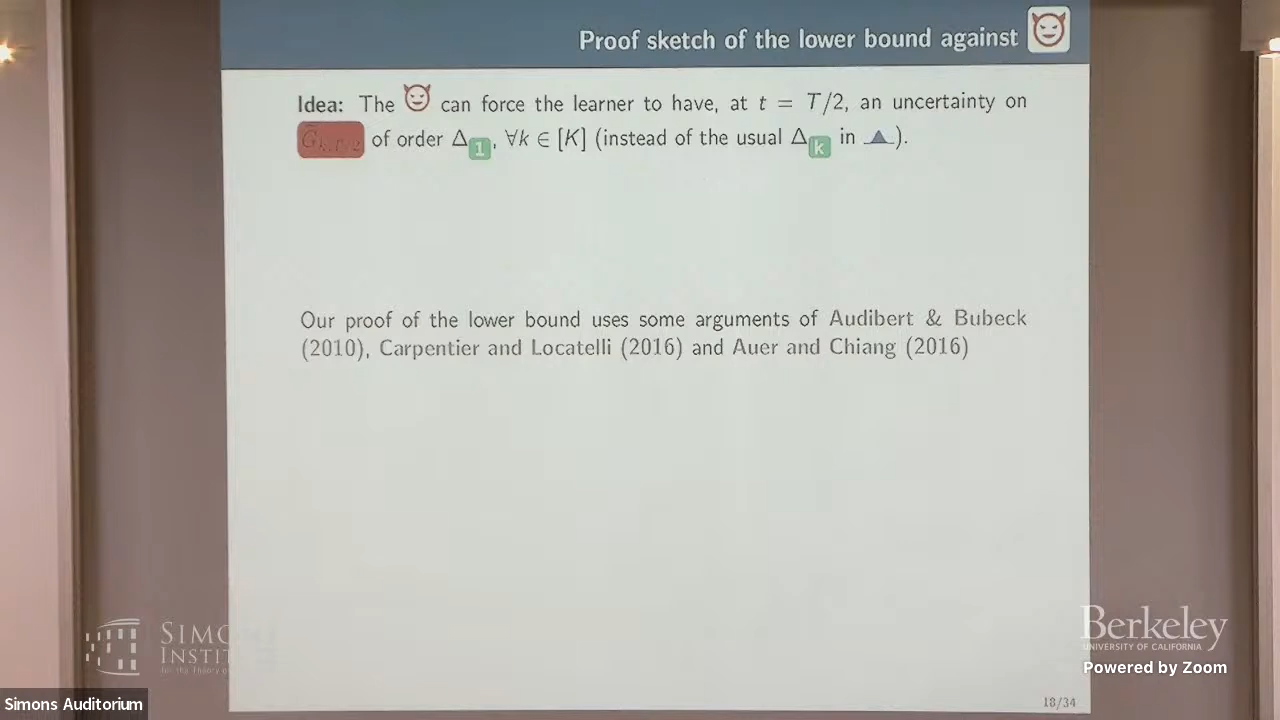 Proof sketch of the lower bound against
Idea: The can force the learner to have, at t = T/2, an uncertainty on
of order Δ1, ∀k ∈ [K] (instead of the usual Δk in ).
Our proof of the lower bound uses some arguments of Audibert & Bubeck
(2010), Carpentier and Locatelli (2016) and Auer and Chiang (2016)
Berkeley
UNIVERSITY OF CALIFORNIA
Powered by Zoom
18/34
Simons Auditorium